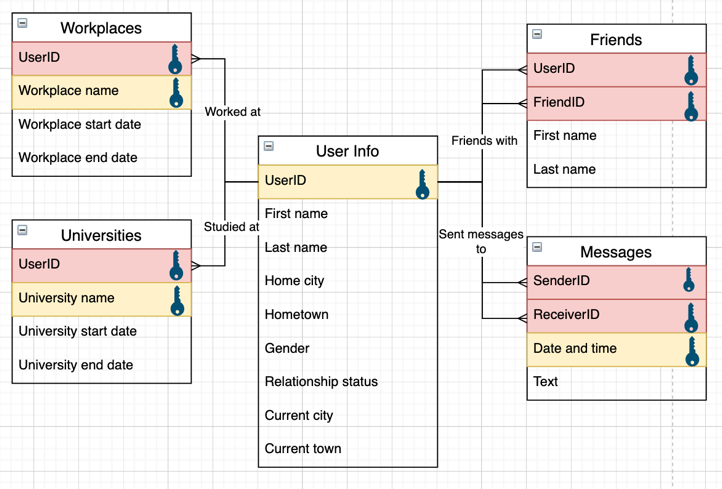 Workplaces
UserID
Workplace name
Workplace start date
Workplace end date
Worked at
Universities
UserID
University name
University start date
University end date
Studied at
User Info
UserID
First name
Last name
Home city
Hometown
Gender
Relationship status
Current city
Current town
Friends with
Sent messages
to
Friends
UserID
FriendID
First name
Last name
Messages
SenderID
ReceiverID
Date and time
Text